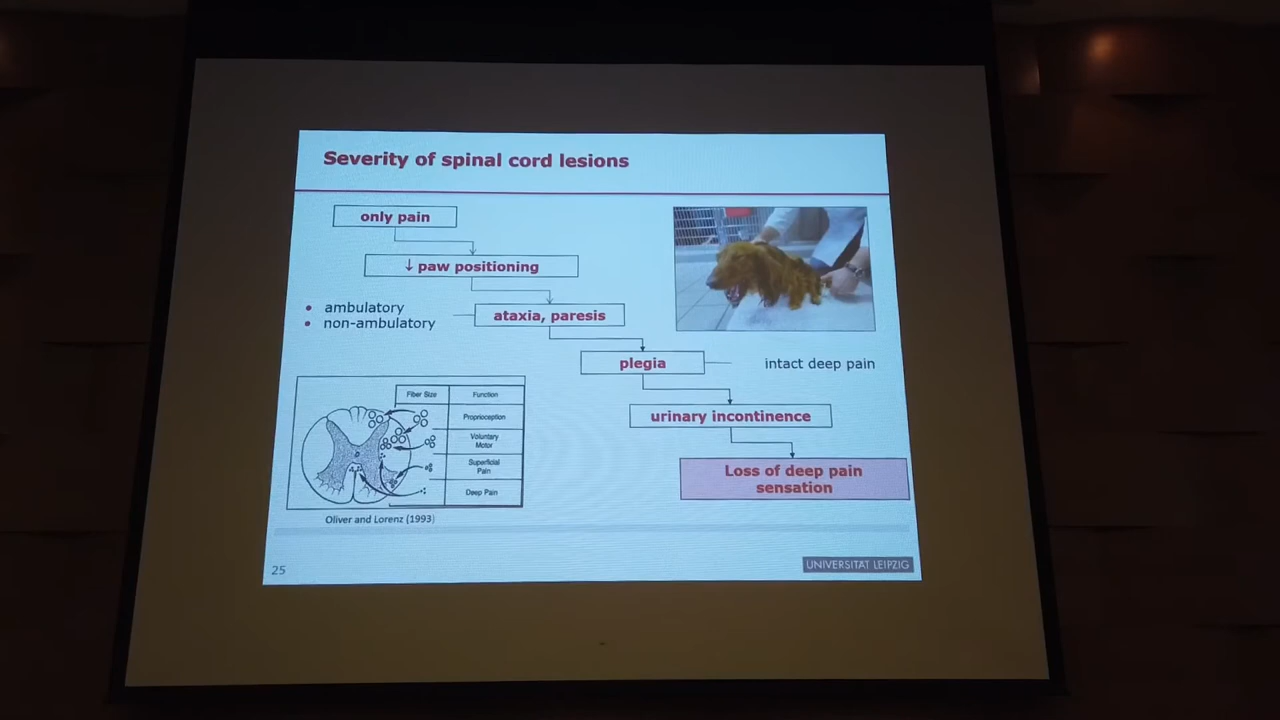 Severity of spinal cord lesions
only pain
↓ paw positioning
• ambulatory
• non-ambulatory
ataxia, paresis
plegia
intact deep pain
urinary incontinence
Loss of deep pain
sensation
Fiber Size
Function
Proprioception
Voluntary
Motor
Superficial
Pain
Deep Pain
Oliver and Lorenz (1993)
25
UNIVERSITÄT LEIPZIG